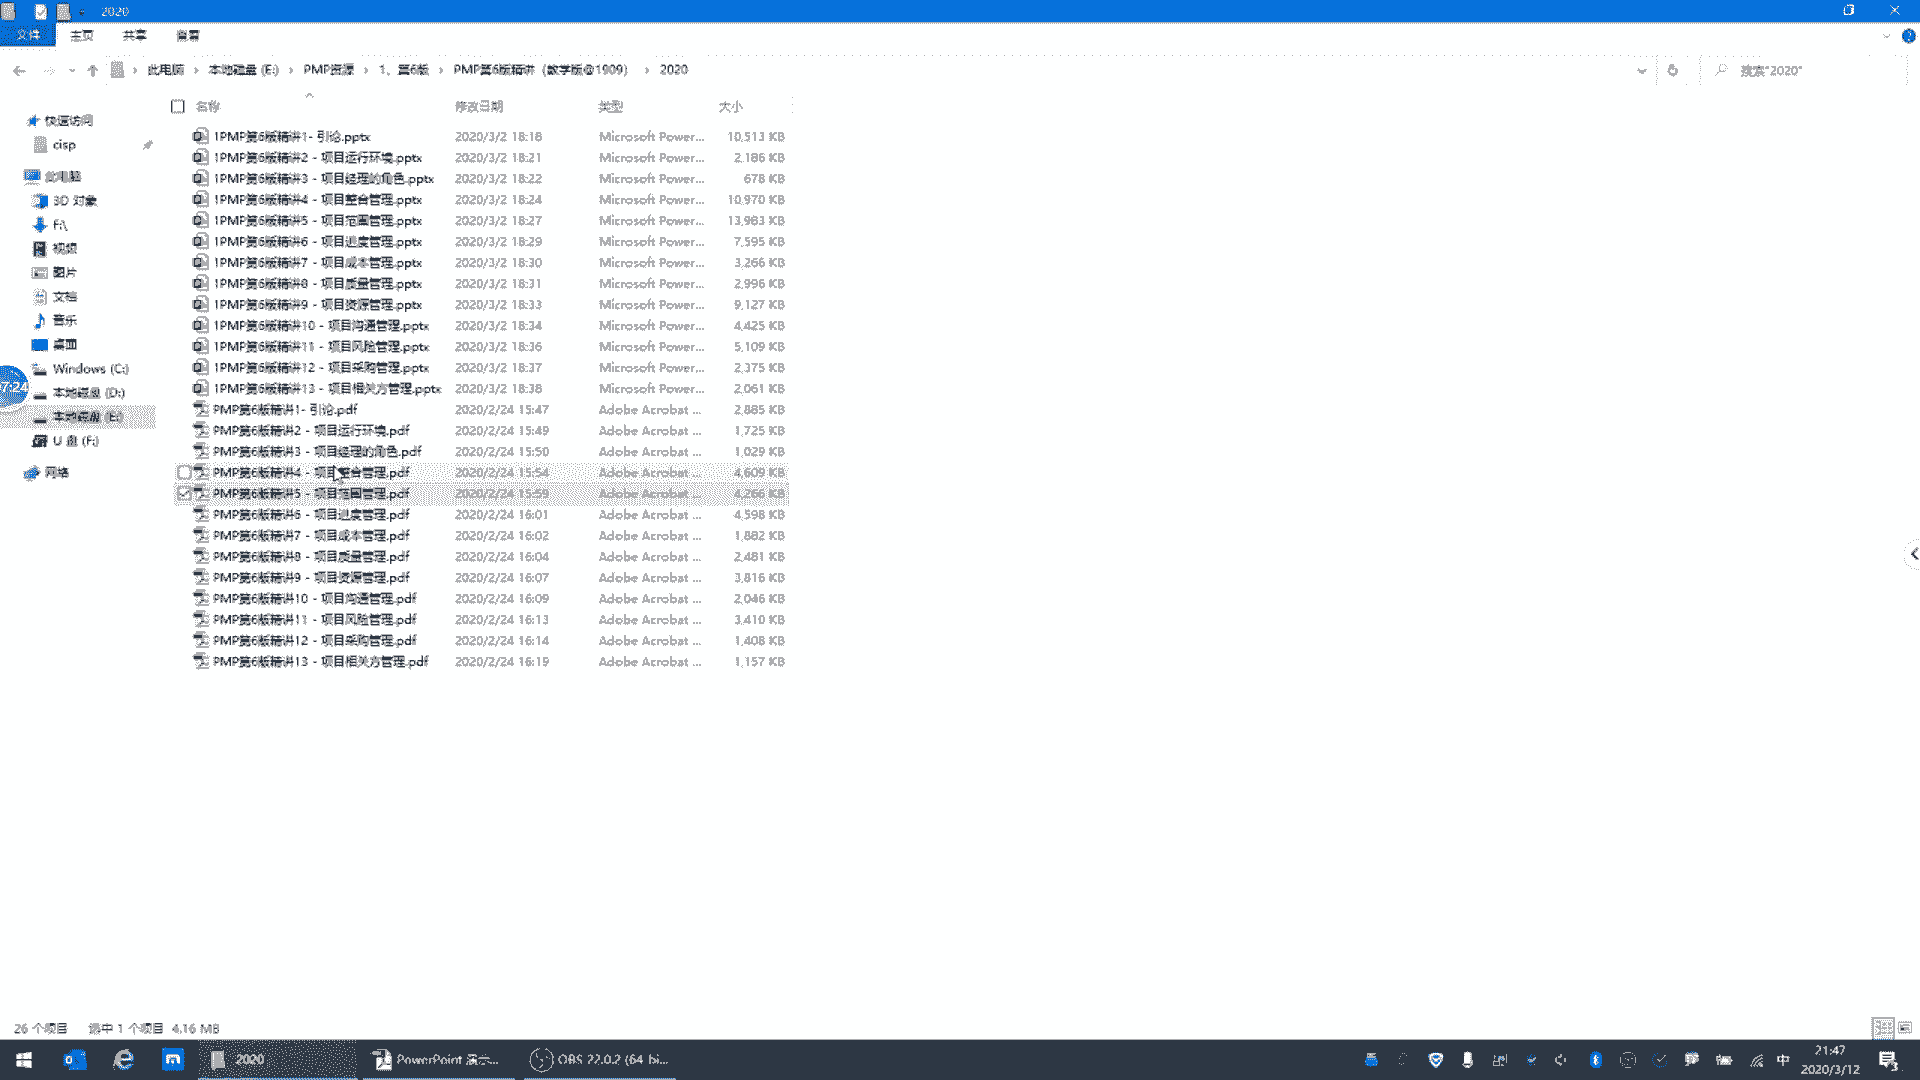 2020
文件 主页 共享 查看
此电脑 › 本地磁盘 (E:) › PMP资源 › 1、第6版 › PMP第6版精讲（教学版@1909） › 2020
搜索"2020"
名称 修改日期 类型 大小
快速访问
cisp
此电脑
3D 对象
F:\
视频
图片
文档
音乐
桌面
Windows (C:)
本地磁盘 (D:)
本地磁盘 (E:)
U 盘 (F:)
网络
7:24
1PMP第6版精讲1- 引论.pptx 2020/3/2 18:18 Microsoft Power... 10,513 KB
1PMP第6版精讲2 - 项目运行环境.pptx 2020/3/2 18:21 Microsoft Power... 2,186 KB
1PMP第6版精讲3 - 项目经理的角色.pptx 2020/3/2 18:22 Microsoft Power... 678 KB
1PMP第6版精讲4 - 项目整合管理.pptx 2020/3/2 18:24 Microsoft Power... 10,970 KB
1PMP第6版精讲5 - 项目范围管理.pptx 2020/3/2 18:27 Microsoft Power... 13,983 KB
1PMP第6版精讲6 - 项目进度管理.pptx 2020/3/2 18:29 Microsoft Power... 7,595 KB
1PMP第6版精讲7 - 项目成本管理.pptx 2020/3/2 18:30 Microsoft Power... 3,266 KB
1PMP第6版精讲8 - 项目质量管理.pptx 2020/3/2 18:31 Microsoft Power... 2,996 KB
1PMP第6版精讲9 - 项目资源管理.pptx 2020/3/2 18:33 Microsoft Power... 9,127 KB
1PMP第6版精讲10 - 项目沟通管理.pptx 2020/3/2 18:34 Microsoft Power... 4,425 KB
1PMP第6版精讲11 - 项目风险管理.pptx 2020/3/2 18:36 Microsoft Power... 5,109 KB
1PMP第6版精讲12 - 项目采购管理.pptx 2020/3/2 18:37 Microsoft Power... 2,375 KB
1PMP第6版精讲13 - 项目相关方管理.pptx 2020/3/2 18:38 Microsoft Power... 2,061 KB
PMP第6版精讲1- 引论.pdf 2020/2/24 15:47 Adobe Acrobat ... 2,885 KB
PMP第6版精讲2 - 项目运行环境.pdf 2020/2/24 15:49 Adobe Acrobat ... 1,725 KB
PMP第6版精讲3 - 项目经理的角色.pdf 2020/2/24 15:50 Adobe Acrobat ... 1,029 KB
PMP第6版精讲4 - 项目整合管理.pdf 2020/2/24 15:54 Adobe Acrobat ... 4,609 KB
PMP第6版精讲5 - 项目范围管理.pdf 2020/2/24 15:59 Adobe Acrobat ... 4,266 KB
PMP第6版精讲6 - 项目进度管理.pdf 2020/2/24 16:01 Adobe Acrobat ... 4,598 KB
PMP第6版精讲7 - 项目成本管理.pdf 2020/2/24 16:02 Adobe Acrobat ... 1,882 KB
PMP第6版精讲8 - 项目质量管理.pdf 2020/2/24 16:04 Adobe Acrobat ... 2,481 KB
PMP第6版精讲9 - 项目资源管理.pdf 2020/2/24 16:07 Adobe Acrobat ... 3,816 KB
PMP第6版精讲10 - 项目沟通管理.pdf 2020/2/24 16:09 Adobe Acrobat ... 2,046 KB
PMP第6版精讲11 - 项目风险管理.pdf 2020/2/24 16:13 Adobe Acrobat ... 3,410 KB
PMP第6版精讲12 - 项目采购管理.pdf 2020/2/24 16:14 Adobe Acrobat ... 1,408 KB
PMP第6版精讲13 - 项目相关方管理.pdf 2020/2/24 16:19 Adobe Acrobat ... 1,157 KB
26 个项目 选中 1 个项目 4.16 MB
2020 PowerPoint 演示... OBS 22.0.2 (64-bi... 中 21:47
2020/3/12